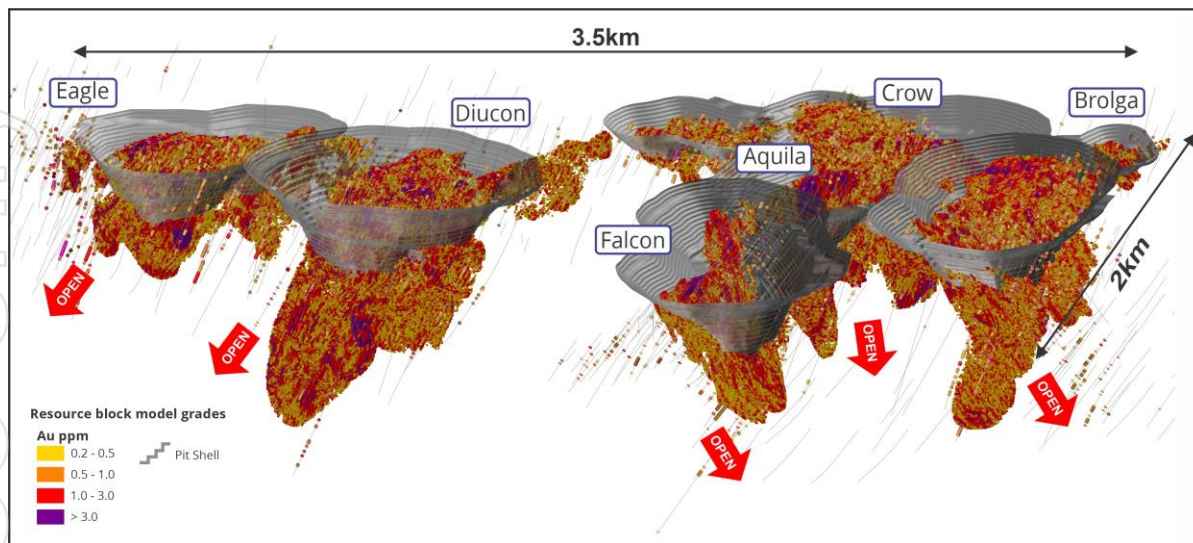 3.5km
Eagle
Diucon
Crow
Brolga
Aquila
Falcon
2km
OPEN
OPEN
OPEN
OPEN
OPEN
Resource block model grades
Au ppm
0.2 - 0.5
Pit Shell
0.5 - 1.0
1.0 - 3.0
> 3.0